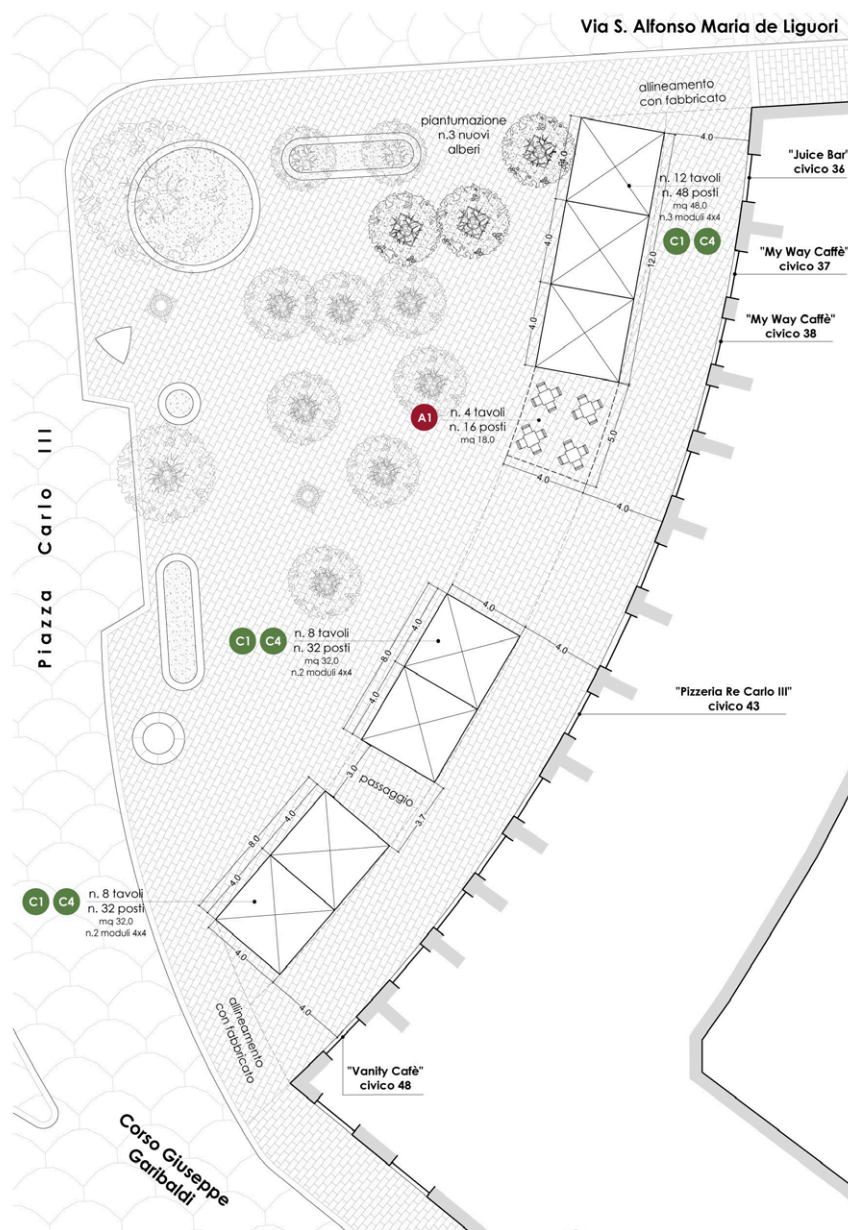 Via S. Alfonso Maria de Liguori
allineamento
con fabbricato
piantumazione
n.3 nuovi
alberi
4.0
"Juice Bar"
civico 36
4.0
n. 12 tavoli
n. 48 posti
mq 48,0
n.3 moduli 4x4
C1 C4
4.0
12.0
"My Way Caffè"
civico 37
4.0
"My Way Caffè"
civico 38
A1
n. 4 tavoli
n. 16 posti
mq 18,0
5.0
4.0
4.0
Piazza Carlo III
C1 C4
n. 8 tavoli
n. 32 posti
mq 32,0
n.2 moduli 4x4
4.0
8.0
4.0
4.0
4.0
"Pizzeria Re Carlo III"
civico 43
3.0
passaggio
3.7
C1 C4
n. 8 tavoli
n. 32 posti
mq 32,0
n.2 moduli 4x4
8.0
4.0
4.0
4.0
4.0
allineamento
con fabbricato
"Vanity Cafè"
civico 48
Corso Giuseppe
Garibaldi